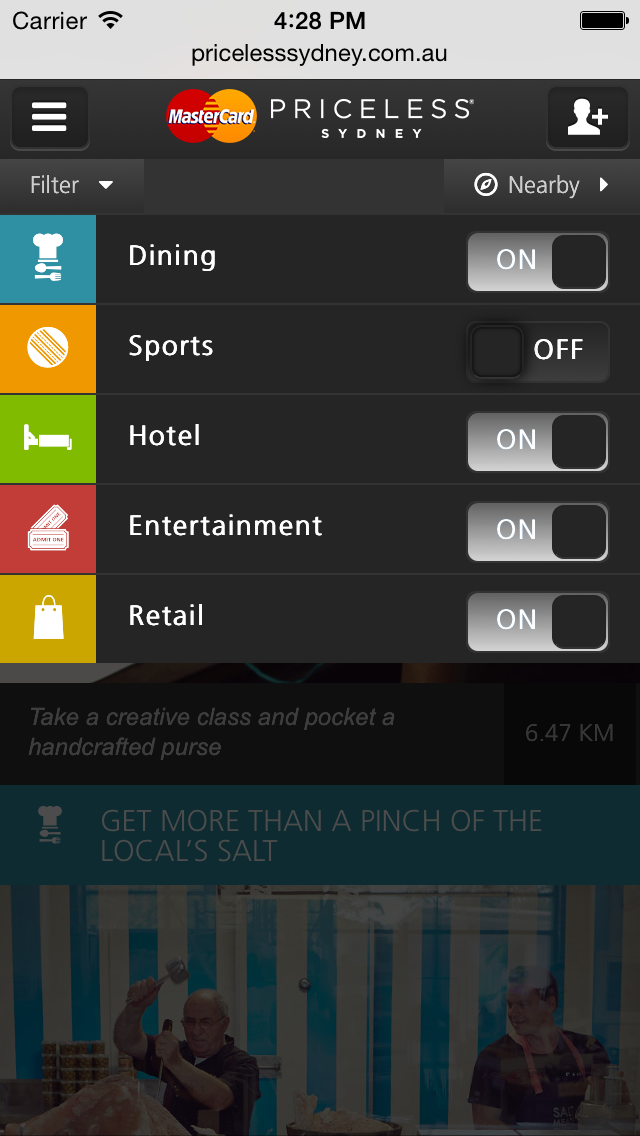 Carrier 4:28 PM
pricelesssydney.com.au
MasterCard PRICELESS®
SYDNEY
Filter Nearby
Dining ON
Sports OFF
Hotel ON
ADMIT ONE
Entertainment ON
Retail ON
Take a creative class and pocket a
handcrafted purse
6.47 KM
GET MORE THAN A PINCH OF THE
LOCAL'S SALT
SALT
MEATS